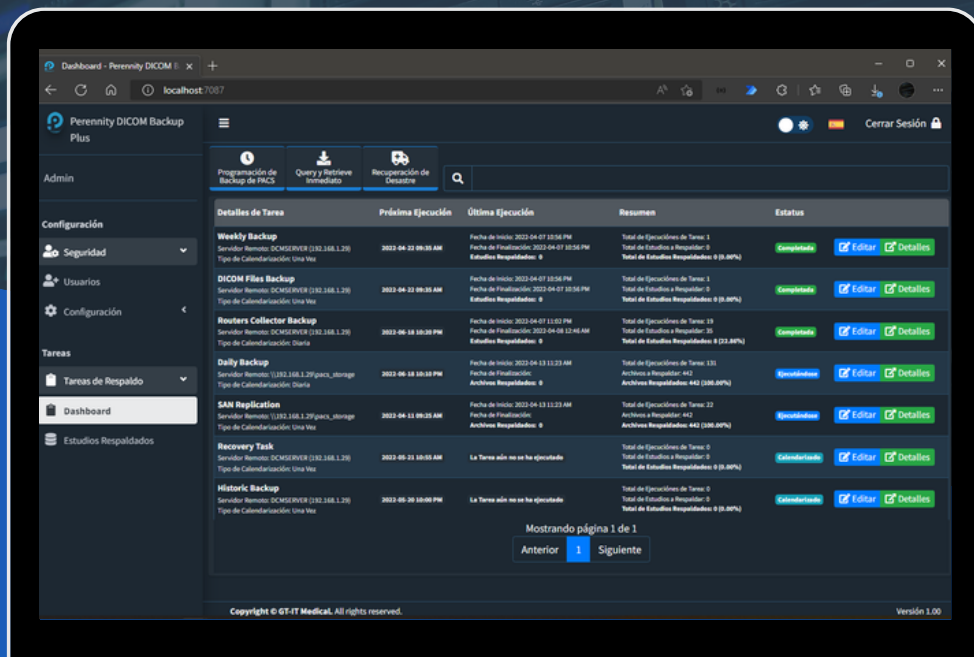 Dashboard - Perennity DICOM B
localhost:7087
Perennity DICOM Backup
Plus
Cerrar Sesión
Admin
Programación de
Backup de PACS
Query y Retrieve
Inmediato
Recuperación de
Desastre
Configuración
Seguridad
Usuarios
Configuración
Tareas
Tareas de Respaldo
Dashboard
Estudios Respaldados
Detalles de Tarea Próxima Ejecución Última Ejecución Resumen Estatus
Weekly Backup
Servidor Remoto: DCMSERVER (192.168.1.29)
Tipo de Calendarización: Una Vez
2022-04-22 09:35 AM
Fecha de Inicio: 2022-04-07 10:56 PM
Fecha de Finalización: 2022-04-07 10:56 PM
Estudios Respaldados: 0
Total de Ejecuciónes de Tarea: 1
Total de Estudios a Respaldar: 0
Total de Estudios Respaldados: 0 (0.00%)
Completada
Editar Detalles
DICOM Files Backup
Servidor Remoto: DCMSERVER (192.168.1.29)
Tipo de Calendarización: Una Vez
2022-04-22 09:35 AM
Fecha de Inicio: 2022-04-07 10:56 PM
Fecha de Finalización: 2022-04-07 10:56 PM
Estudios Respaldados: 0
Total de Ejecuciónes de Tarea: 1
Total de Estudios a Respaldar: 0
Total de Estudios Respaldados: 0 (0.00%)
Completada
Editar Detalles
Routers Collector Backup
Servidor Remoto: DCMSERVER (192.168.1.29)
Tipo de Calendarización: Diaria
2022-06-18 10:20 PM
Fecha de Inicio: 2022-04-07 11:02 PM
Fecha de Finalización: 2022-04-08 12:46 AM
Estudios Respaldados: 0
Total de Ejecuciónes de Tarea: 19
Total de Estudios a Respaldar: 35
Total de Estudios Respaldados: 8 (22.86%)
Completada
Editar Detalles
Daily Backup
Servidor Remoto: \\192.168.1.29\pacs_storage
Tipo de Calendarización: Diaria
2022-06-18 10:10 PM
Fecha de Inicio: 2022-04-13 11:23 AM
Fecha de Finalización:
Archivos Respaldados: 0
Total de Ejecuciónes de Tarea: 131
Archivos a Respaldar: 442
Archivos Respaldados: 442 (100.00%)
Ejecutándose
Editar Detalles
SAN Replication
Servidor Remoto: \\192.168.1.29\pacs_storage
Tipo de Calendarización: Una Vez
2022-04-11 09:25 AM
Fecha de Inicio: 2022-04-13 11:23 AM
Fecha de Finalización:
Archivos Respaldados: 0
Total de Ejecuciónes de Tarea: 22
Archivos a Respaldar: 442
Archivos Respaldados: 442 (100.00%)
Ejecutándose
Editar Detalles
Recovery Task
Servidor Remoto: DCMSERVER (192.168.1.29)
Tipo de Calendarización: Una Vez
2022-05-21 10:55 AM
La Tarea aún no se ha ejecutado
Total de Ejecuciónes de Tarea: 0
Total de Estudios a Respaldar: 0
Total de Estudios Respaldados: 0 (0.00%)
Calendarizado
Editar Detalles
Historic Backup
Servidor Remoto: DCMSERVER (192.168.1.29)
Tipo de Calendarización: Una Vez
2022-05-20 10:00 PM
La Tarea aún no se ha ejecutado
Total de Ejecuciónes de Tarea: 0
Total de Estudios a Respaldar: 0
Total de Estudios Respaldados: 0 (0.00%)
Calendarizado
Editar Detalles
Mostrando página 1 de 1
Anterior 1 Siguiente
Copyright © GT-IT Medical. All rights reserved.
Versión 1.00